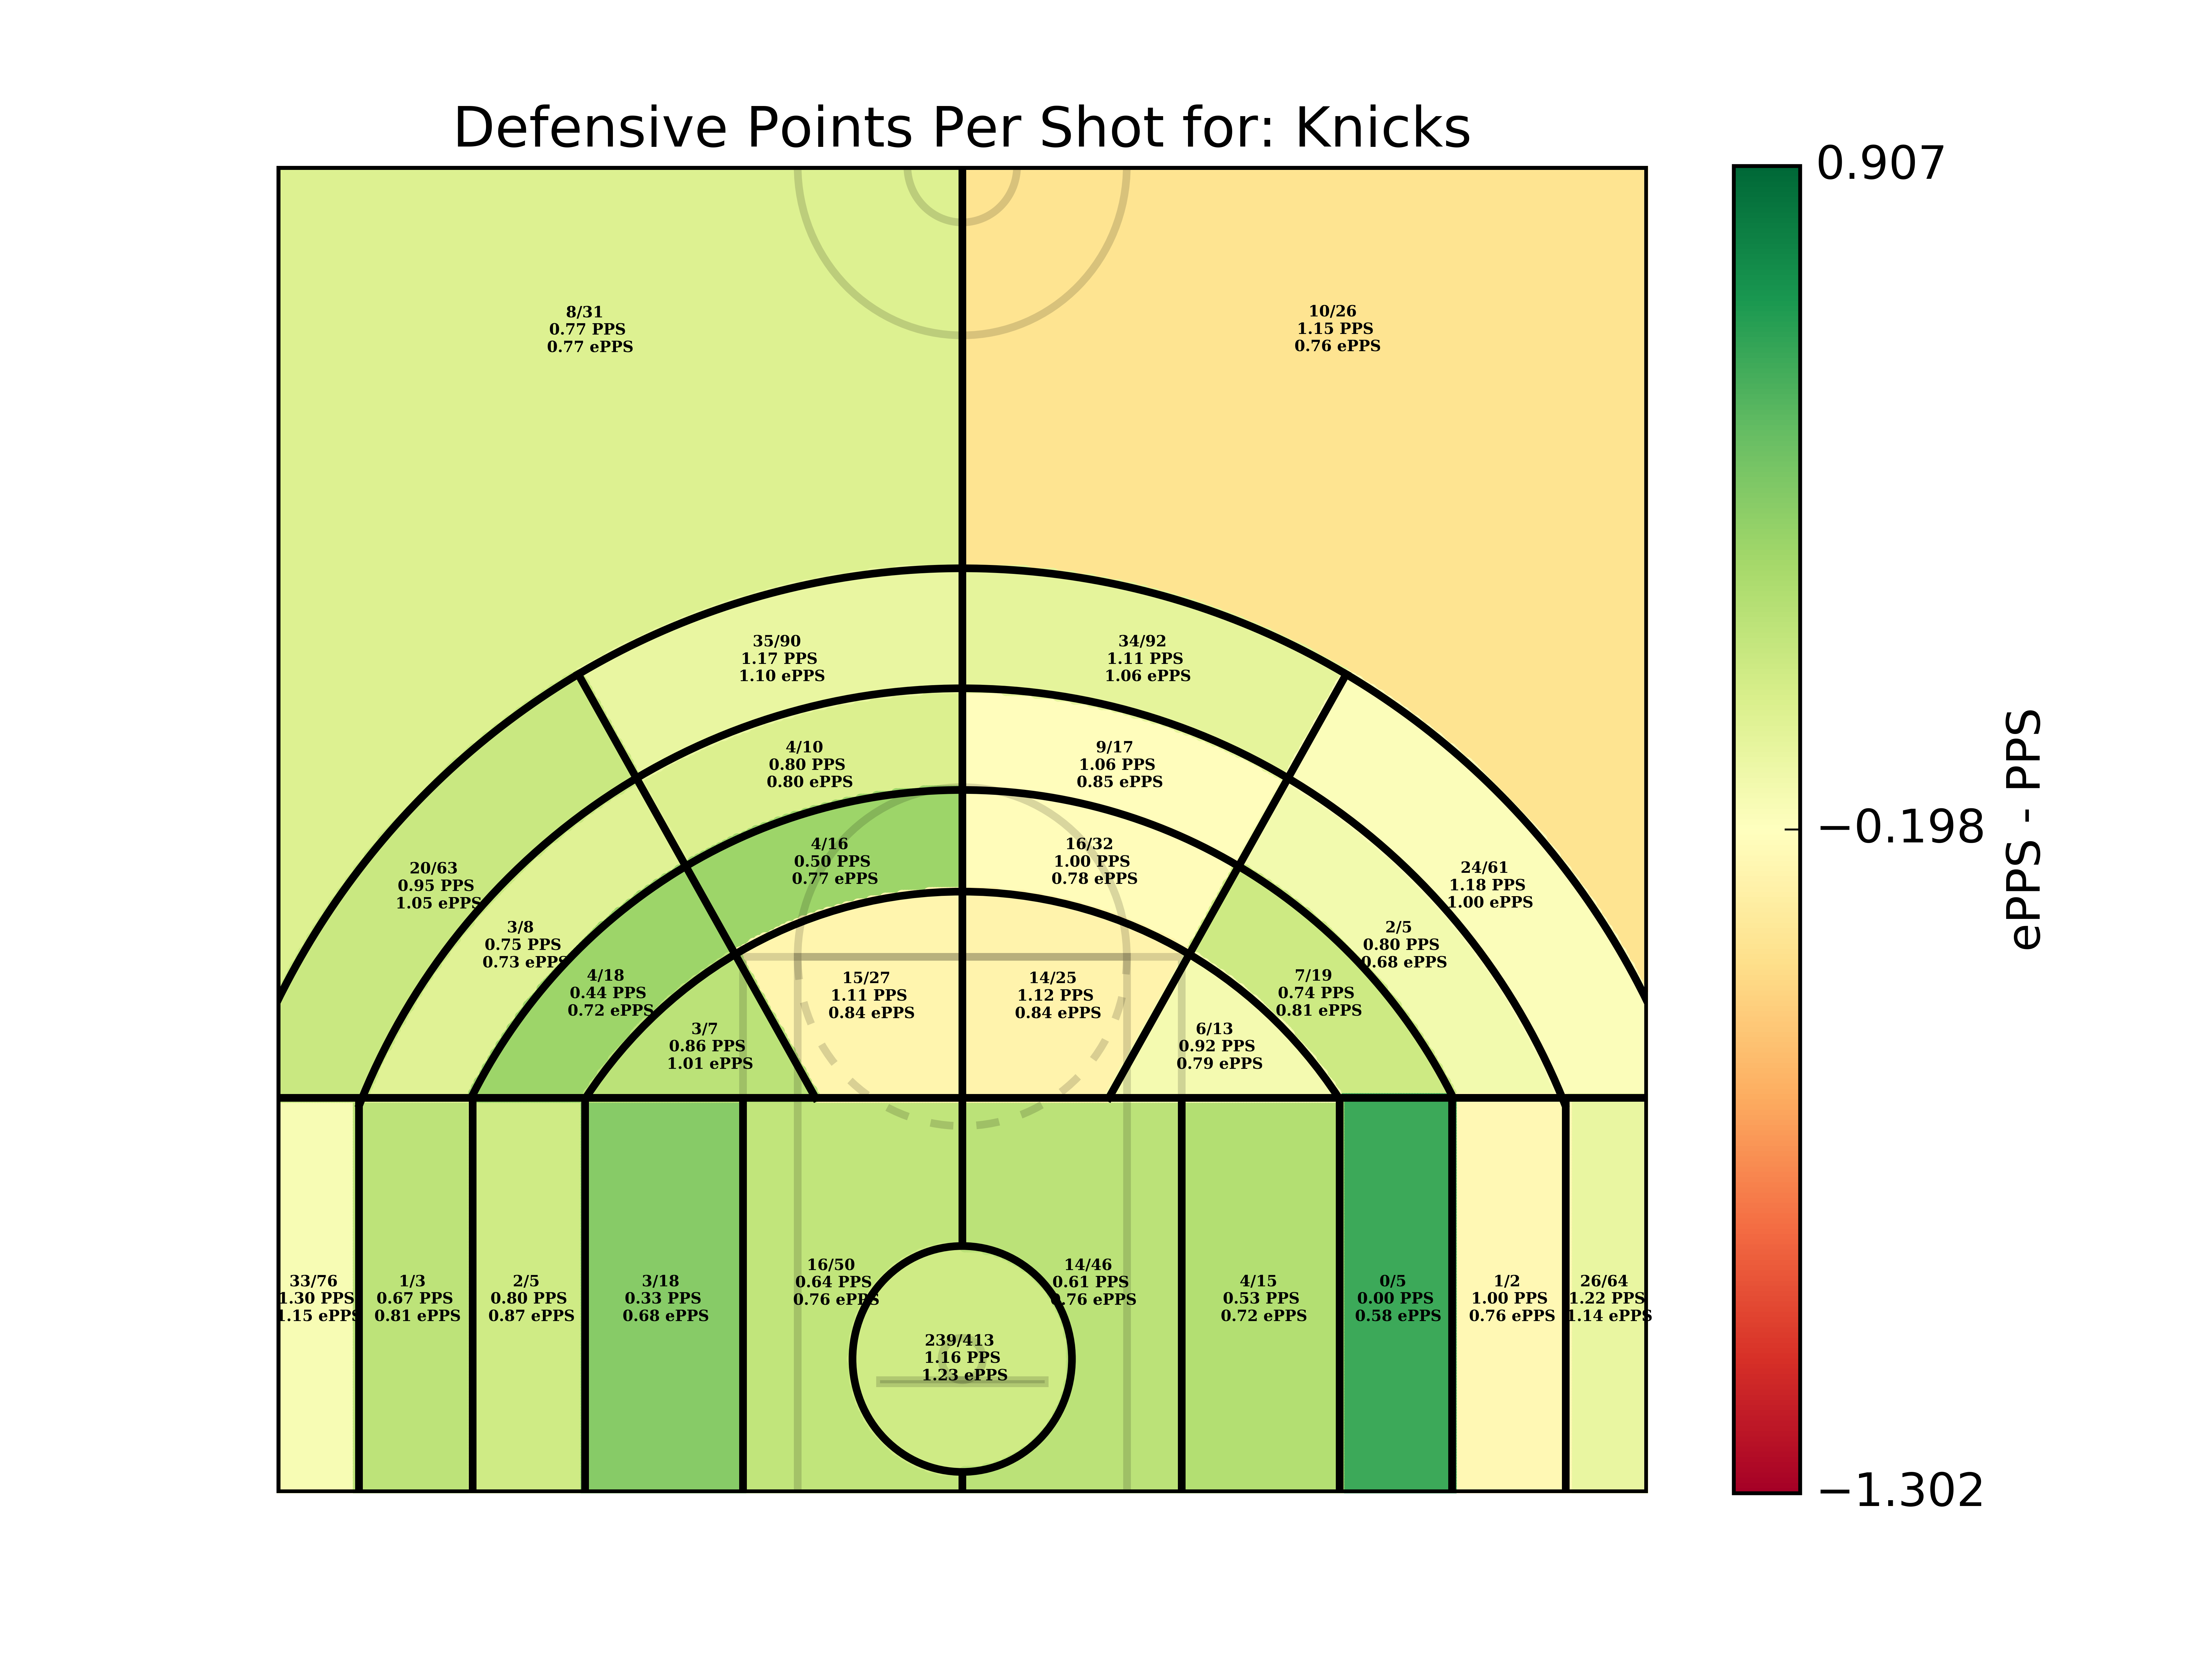 Defensive Points Per Shot for: Knicks
8/31
0.77 PPS
0.77 ePPS
10/26
1.15 PPS
0.76 ePPS
35/90
1.17 PPS
1.10 ePPS
34/92
1.11 PPS
1.06 ePPS
4/10
0.80 PPS
0.80 ePPS
9/17
1.06 PPS
0.85 ePPS
4/16
0.50 PPS
0.77 ePPS
16/32
1.00 PPS
0.78 ePPS
20/63
0.95 PPS
1.05 ePPS
24/61
1.18 PPS
1.00 ePPS
3/8
0.75 PPS
0.73 ePPS
2/5
0.80 PPS
0.68 ePPS
4/18
0.44 PPS
0.72 ePPS
15/27
1.11 PPS
0.84 ePPS
14/25
1.12 PPS
0.84 ePPS
7/19
0.74 PPS
0.81 ePPS
3/7
0.86 PPS
1.01 ePPS
6/13
0.92 PPS
0.79 ePPS
33/76
1.30 PPS
1.15 ePPS
1/3
0.67 PPS
0.81 ePPS
2/5
0.80 PPS
0.87 ePPS
3/18
0.33 PPS
0.68 ePPS
16/50
0.64 PPS
0.76 ePPS
14/46
0.61 PPS
0.76 ePPS
4/15
0.53 PPS
0.72 ePPS
0/5
0.00 PPS
0.58 ePPS
1/2
1.00 PPS
0.76 ePPS
26/64
1.22 PPS
1.14 ePPS
239/413
1.16 PPS
1.23 ePPS
0.907
−0.198
−1.302
ePPS - PPS